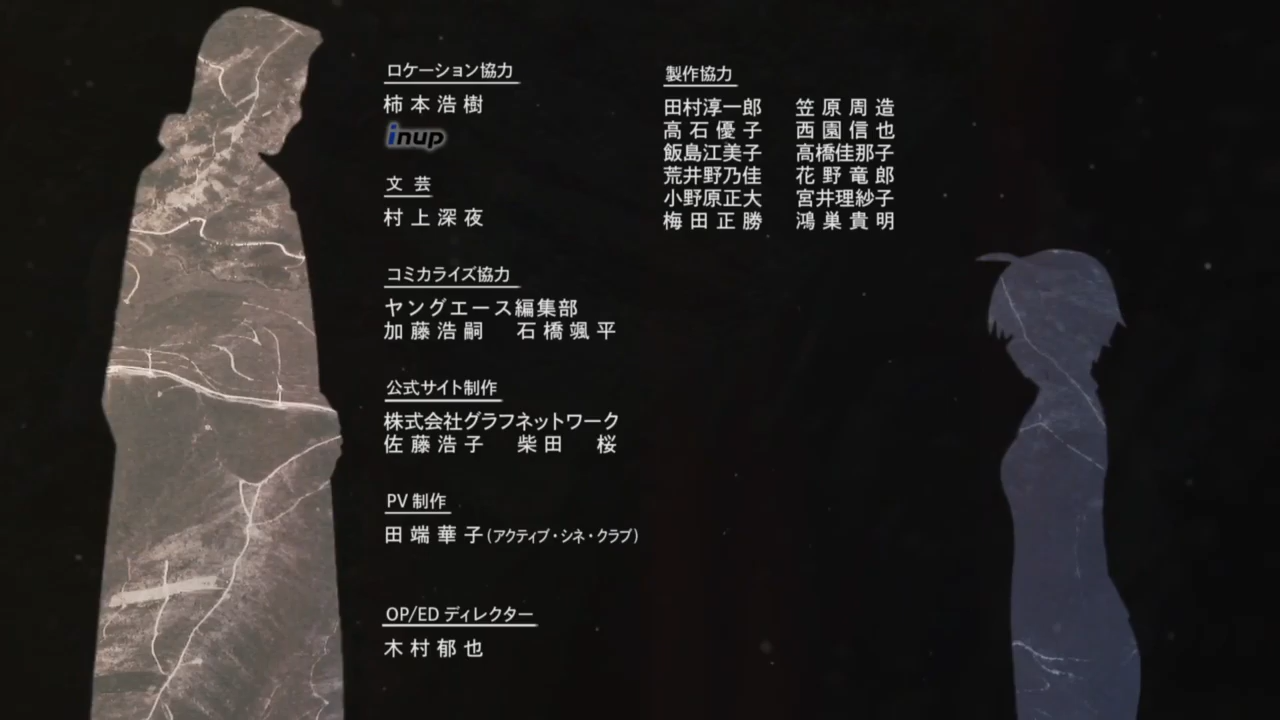 ロケーション協力
柿本浩樹
inup
文芸
村上深夜
コミカライズ協力
ヤングエース編集部
加藤浩嗣 石橋颯平
公式サイト制作
株式会社グラフネットワーク
佐藤浩子 柴田 桜
PV制作
田端華子(アクティブ・シネ・クラブ)
OP/EDディレクター
木村郁也
製作協力
田村淳一郎 笠原周造
髙石優子 西園信也
飯島江美子 高橋佳那子
荒井野乃佳 花野竜郎
小野原正大 宮井理紗子
梅田正勝 鴻巣貴明